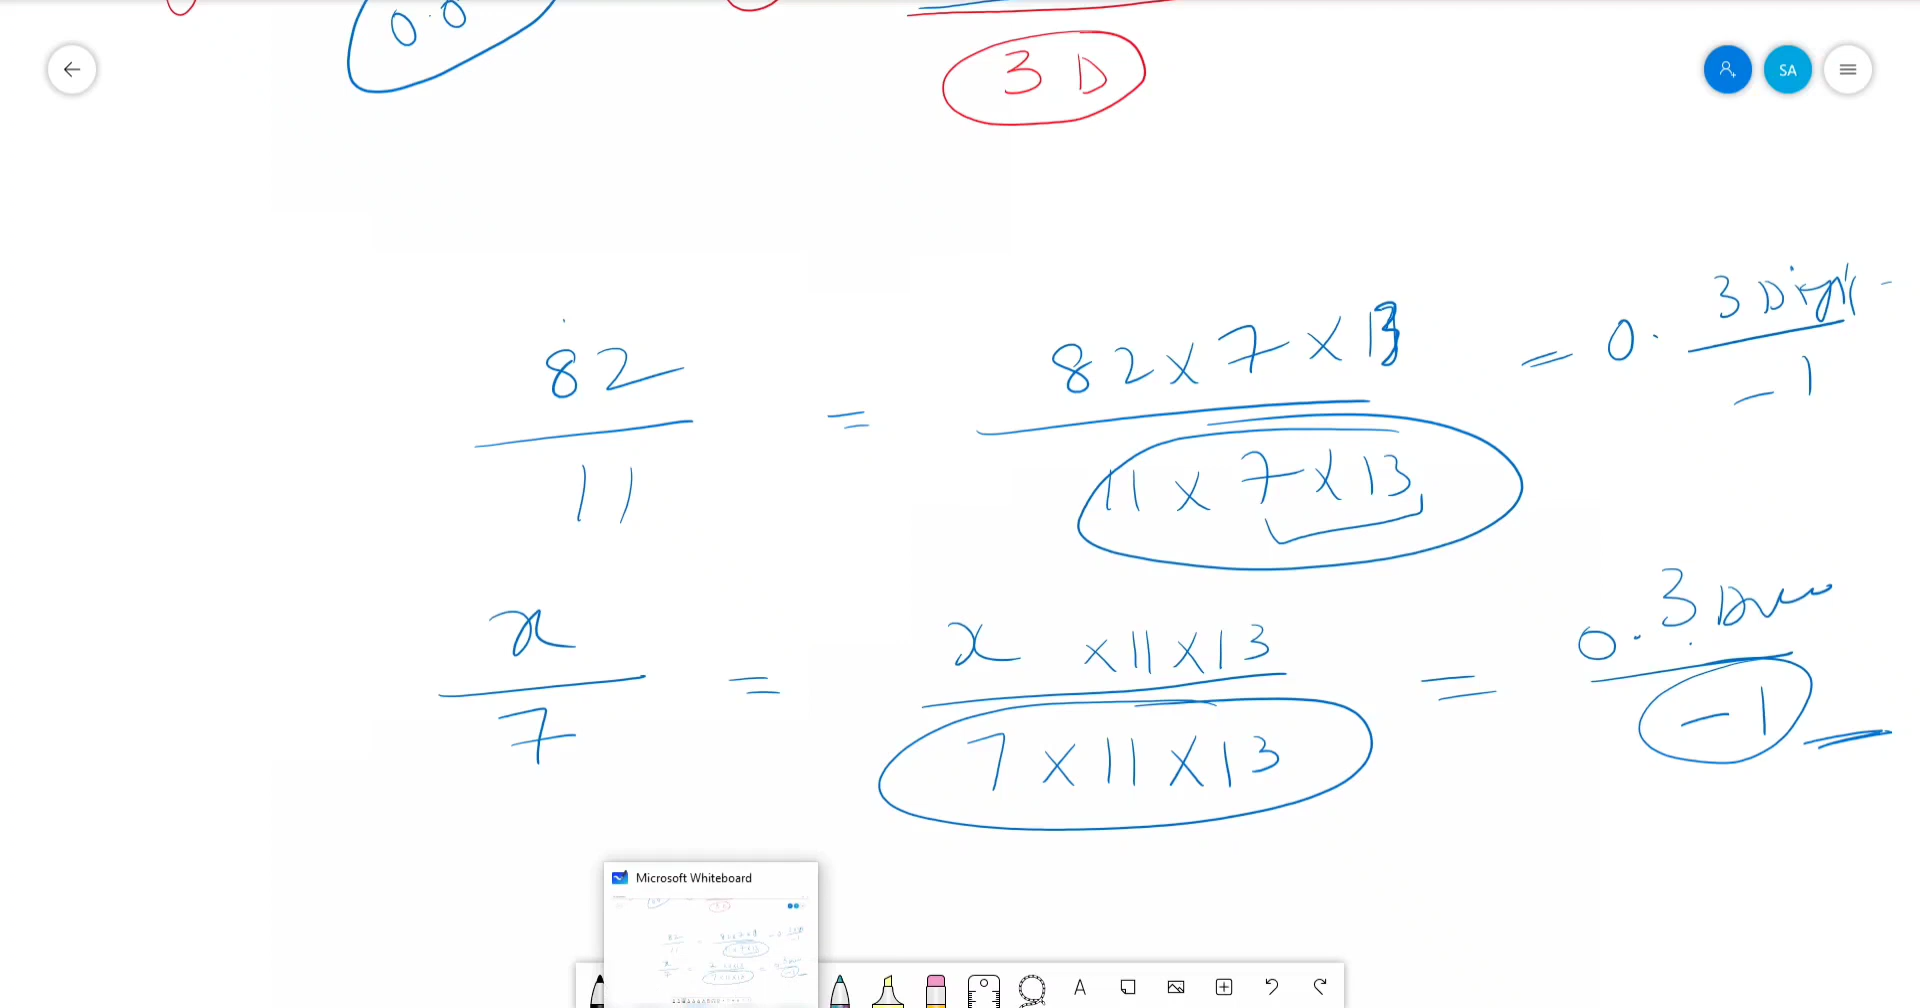 0.0
3 D
SA
82/11 = 82 x 7 x 13/11 x 7 x 13 = 0. 3 Digit/-1
x/7 = x x 11 x 13/7 x 11 x 13 = 0. 3/-1
Microsoft Whiteboard
A